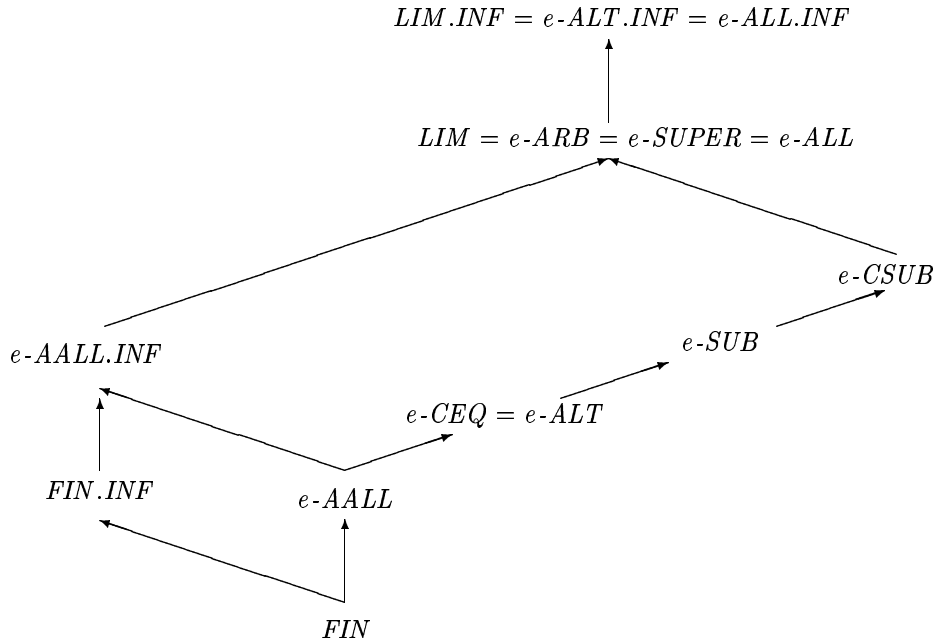 LIM.INF = e-ALT.INF = e-ALL.INF
LIM = e-ARB = e-SUPER = e-ALL
e-CSUB
e-SUB
e-AALL.INF
e-CEQ = e-ALT
FIN.INF
e-AALL
FIN